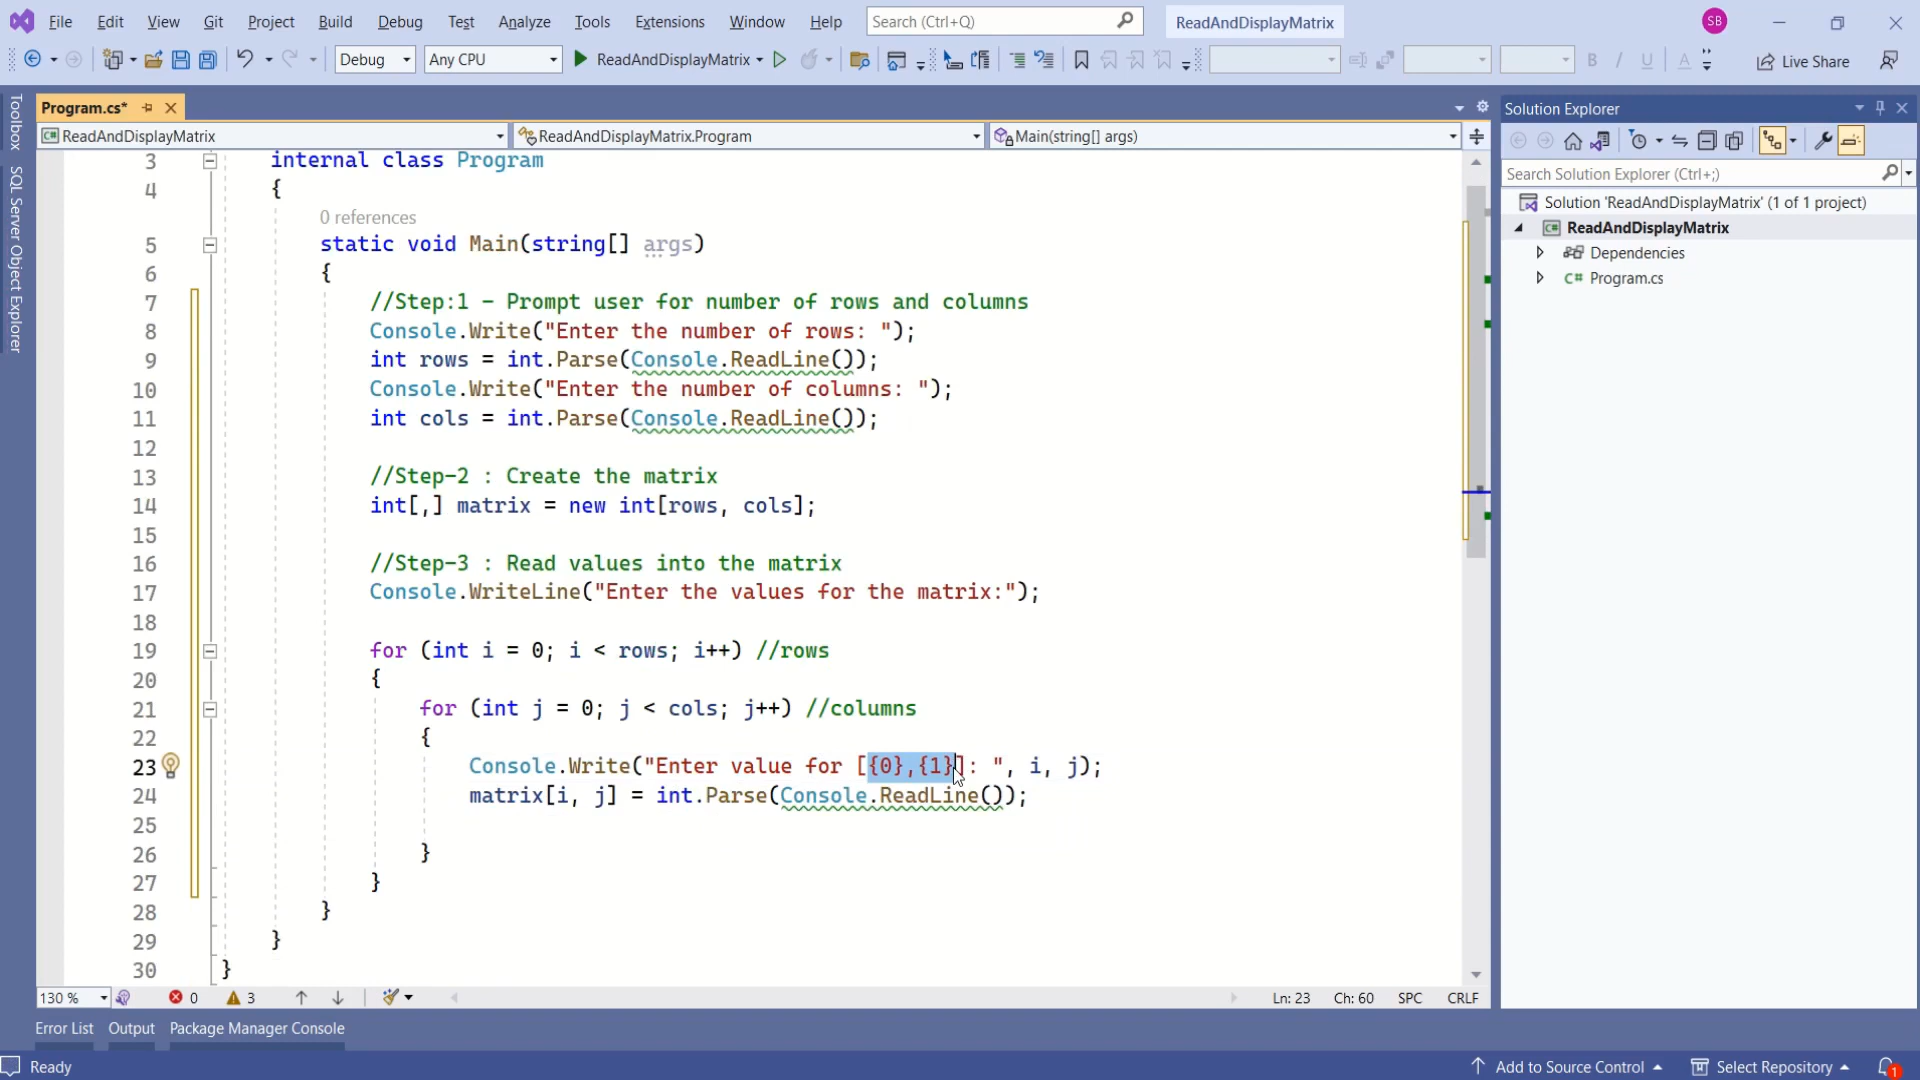 File Edit View Git Project Build Debug Test Analyze Tools Extensions Window Help Search (Ctrl+Q) ReadAndDisplayMatrix SB
Debug Any CPU ReadAndDisplayMatrix Live Share
Toolbox
SQL Server Object Explorer
Program.cs*
ReadAndDisplayMatrix ReadAndDisplayMatrix.Program Main(string[] args)
3 internal class Program
4 {
0 references
5 static void Main(string[] args)
6 {
7 //Step:1 - Prompt user for number of rows and columns
8 Console.Write("Enter the number of rows: ");
9 int rows = int.Parse(Console.ReadLine());
10 Console.Write("Enter the number of columns: ");
11 int cols = int.Parse(Console.ReadLine());
12
13 //Step-2 : Create the matrix
14 int[,] matrix = new int[rows, cols];
15
16 //Step-3 : Read values into the matrix
17 Console.WriteLine("Enter the values for the matrix:");
18
19 for (int i = 0; i < rows; i++) //rows
20 {
21 for (int j = 0; j < cols; j++) //columns
22 {
23 Console.Write("Enter value for [{0},{1}]: ", i, j);
24 matrix[i, j] = int.Parse(Console.ReadLine());
25
26 }
27 }
28 }
29 }
30 }
130 % 0 3 Ln: 23 Ch: 60 SPC CRLF
Solution Explorer
Search Solution Explorer (Ctrl+;)
Solution 'ReadAndDisplayMatrix' (1 of 1 project)
ReadAndDisplayMatrix
Dependencies
C# Program.cs
Error List Output Package Manager Console
Ready Add to Source Control Select Repository 1